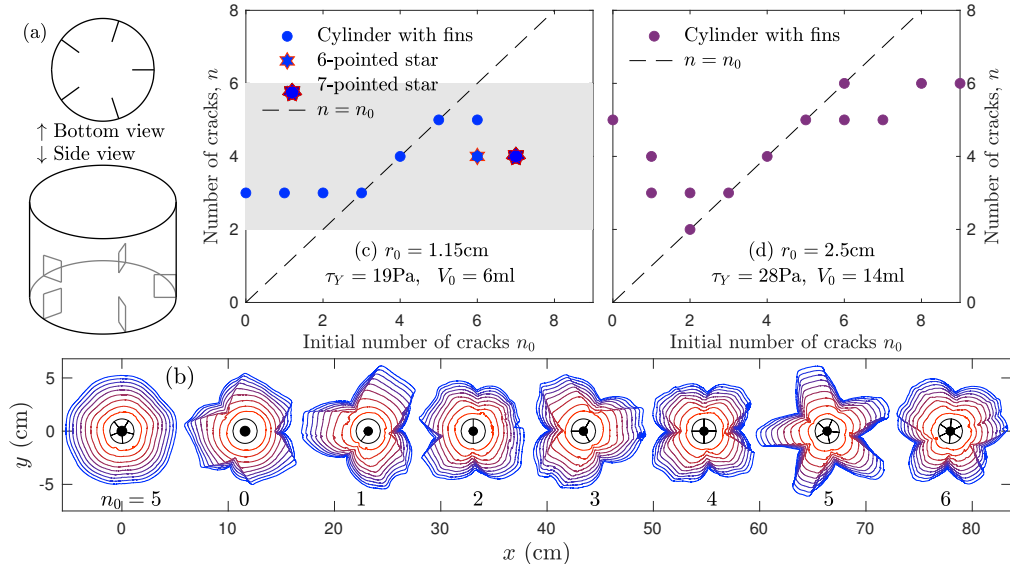 (a)
↑ Bottom view
↓ Side view
Number of cracks, n
8
6
4
2
0
Cylinder with fins
6-pointed star
7-pointed star
n = n₀
(c) r₀ = 1.15cm
τ_Y = 19Pa, V₀ = 6ml
0 2 4 6 8
Initial number of cracks n₀
8
6
4
2
0
Cylinder with fins
n = n₀
(d) r₀ = 2.5cm
τ_Y = 28Pa, V₀ = 14ml
0 2 4 6 8
Initial number of cracks n₀
Number of cracks, n
(b)
y (cm)
5
0
-5
n₀ = 5 0 1 2 3 4 5 6
0 10 20 30 40 50 60 70 80
x (cm)